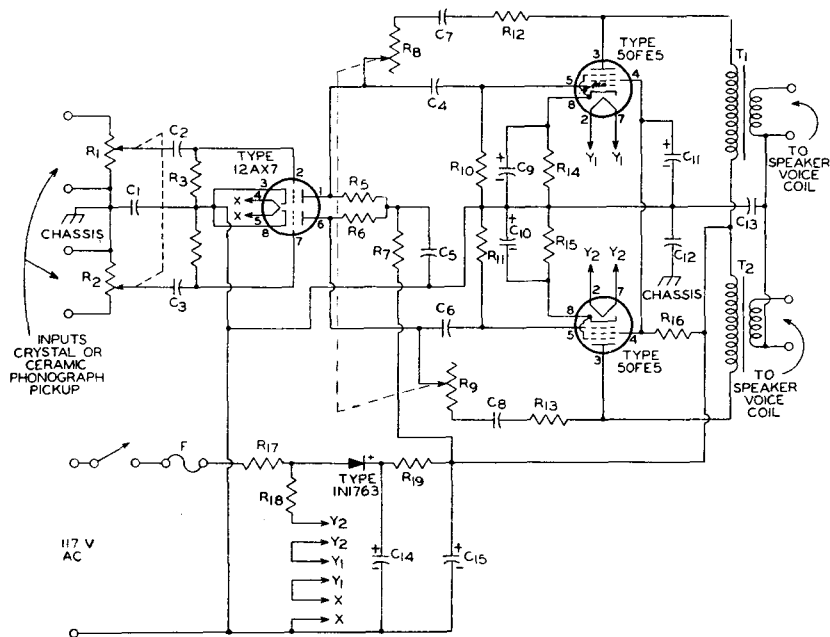 C7
R12
R8
TYPE
50FE5
3
4
5
8
2
7
T1
C4
C2
R1
TYPE
12AX7
2
R3
3
4
X
X
5
8
1
6
7
R5
R6
R10
C9
R14
Y1
Y1
C11
TO
SPEAKER
VOICE
COIL
C1
CHASSIS
R2
C3
R7
C5
R11
C10
R15
Y2
Y2
C12
CHASSIS
C13
T2
INPUTS
CRYSTAL OR
CERAMIC
PHONOGRAPH
PICKUP
C6
8
2
7
5
4
3
R16
TYPE
50FE5
TO
SPEAKER
VOICE
COIL
R9
C8
R13
F
R17
R18
TYPE
1N1763
+
R19
Y2
Y2
Y1
Y1
X
X
117 V
AC
+
C14
-
+
C15
-